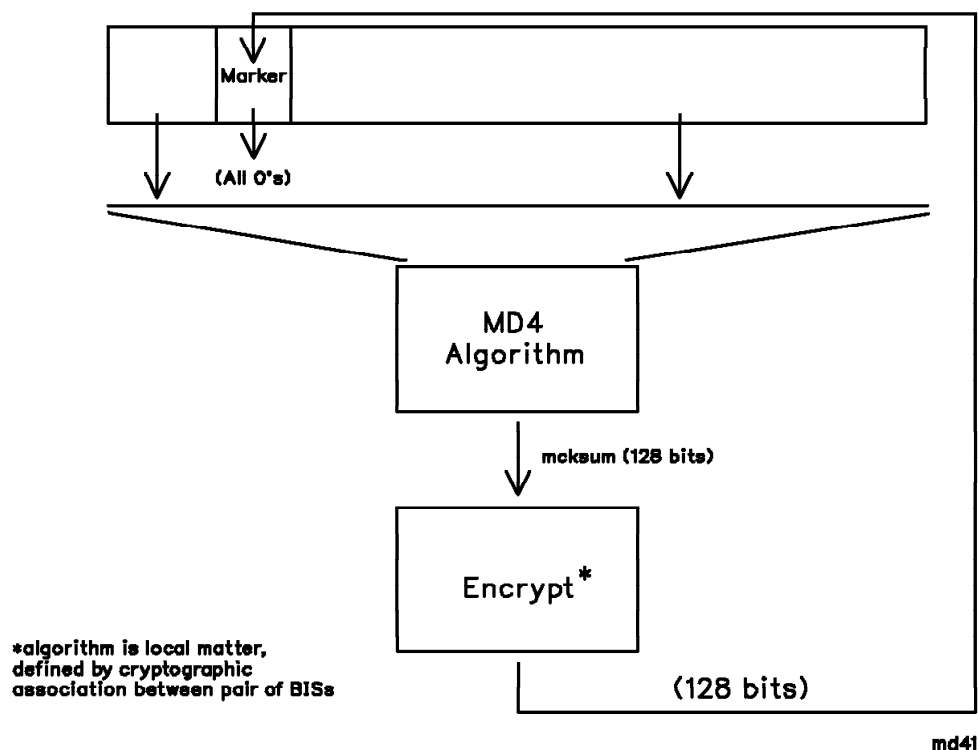 Marker
(All 0's)
MD4
Algorithm
mcksum (128 bits)
Encrypt*
*algorithm is local matter,
defined by cryptographic
association between pair of BISs
(128 bits)
md41